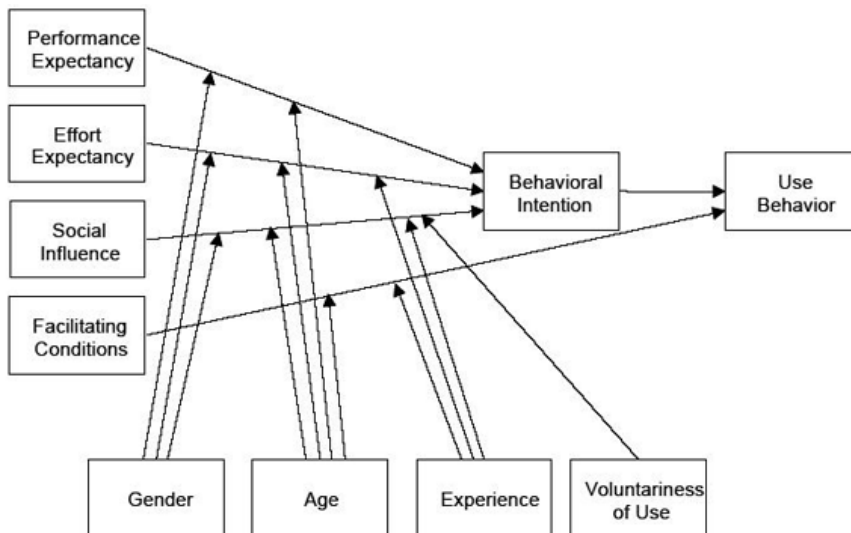 Performance
Expectancy
Effort
Expectancy
Social
Influence
Facilitating
Conditions
Behavioral
Intention
Use
Behavior
Gender
Age
Experience
Voluntariness
of Use